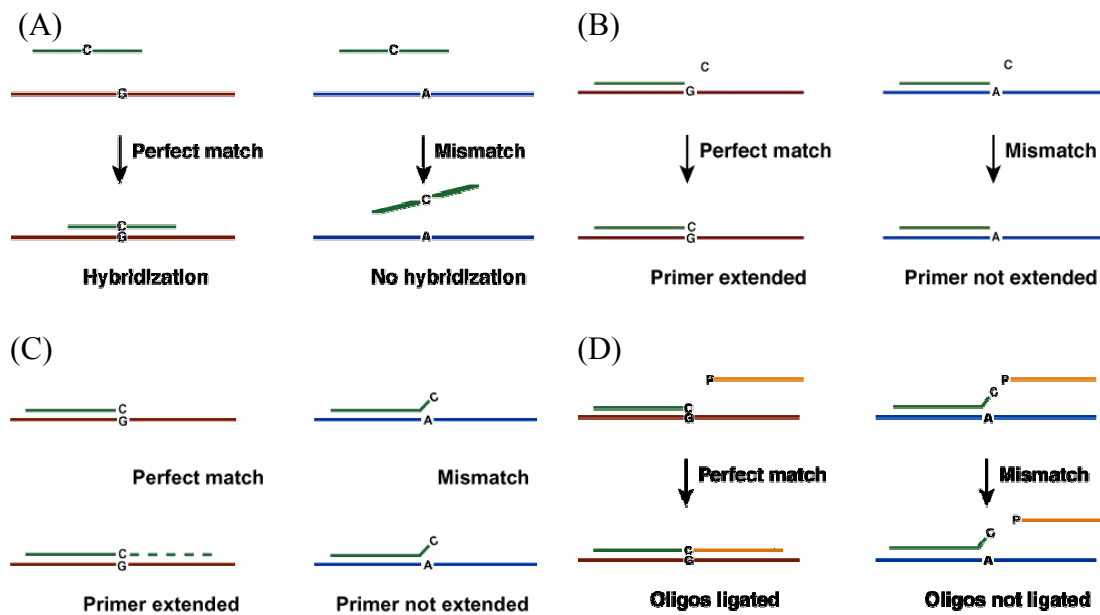 (A)
C
C
G
A
Perfect match
Mismatch
C
G
C
A
Hybridization
No hybridization
(B)
C
C
G
A
Perfect match
Mismatch
C
G
A
Primer extended
Primer not extended
(C)
C
G
C
A
Perfect match
Mismatch
C
G
C
A
Primer extended
Primer not extended
(D)
P
P
C
G
C
A
Perfect match
Mismatch
P
C
G
G
A
Oligos ligated
Oligos not ligated